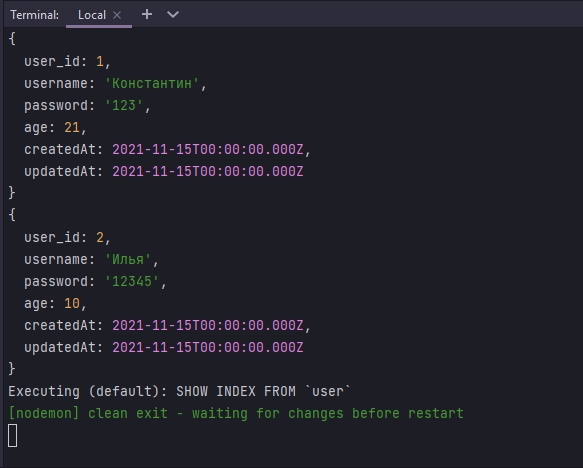 Terminal: Local × + ∨
{
  user_id: 1,
  username: 'Константин',
  password: '123',
  age: 21,
  createdAt: 2021-11-15T00:00:00.000Z,
  updatedAt: 2021-11-15T00:00:00.000Z
}
{
  user_id: 2,
  username: 'Илья',
  password: '12345',
  age: 10,
  createdAt: 2021-11-15T00:00:00.000Z,
  updatedAt: 2021-11-15T00:00:00.000Z
}
Executing (default): SHOW INDEX FROM `user`
[nodemon] clean exit - waiting for changes before restart